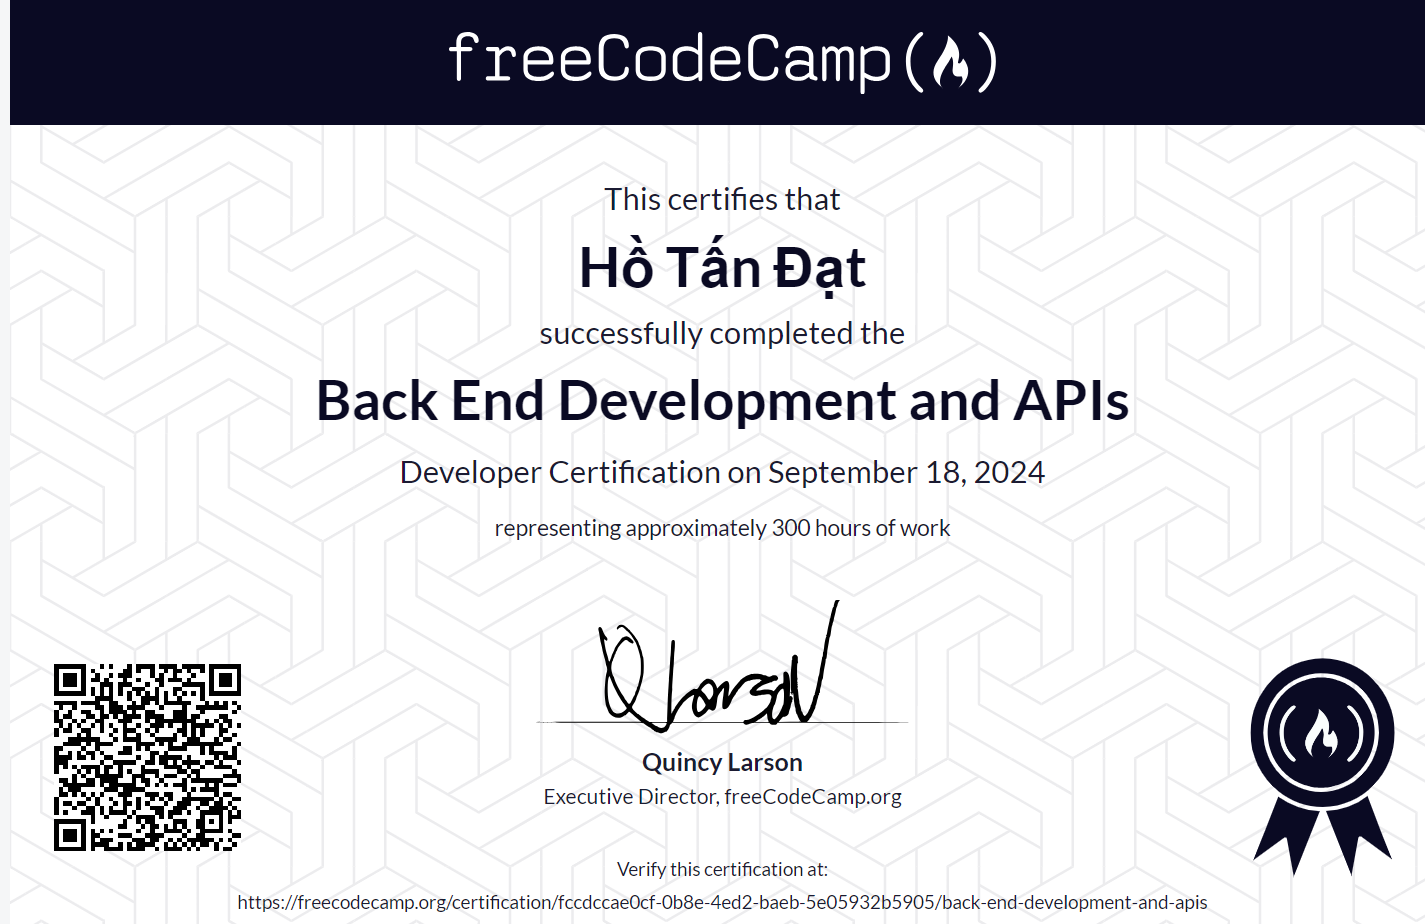 freeCodeCamp
This certifies that
Hồ Tấn Đạt
successfully completed the
Back End Development and APIs
Developer Certification on September 18, 2024
representing approximately 300 hours of work
Quincy Larson
Executive Director, freeCodeCamp.org
Verify this certification at:
https://freecodecamp.org/certification/fccdccae0cf-0b8e-4ed2-baeb-5e05932b5905/back-end-development-and-apis